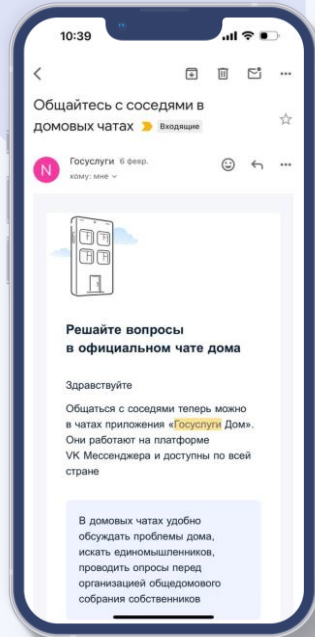 10:39
Общайтесь с соседями в
домовых чатах Входящие
N
Госуслуги 6 февр.
кому: мне
Решайте вопросы
в официальном чате дома
Здравствуйте
Общаться с соседями теперь можно
в чатах приложения «Госуслуги Дом».
Они работают на платформе
VK Мессенджера и доступны по всей
стране
В домовых чатах удобно
обсуждать проблемы дома,
искать единомышленников,
проводить опросы перед
организацией общедомового
собрания собственников